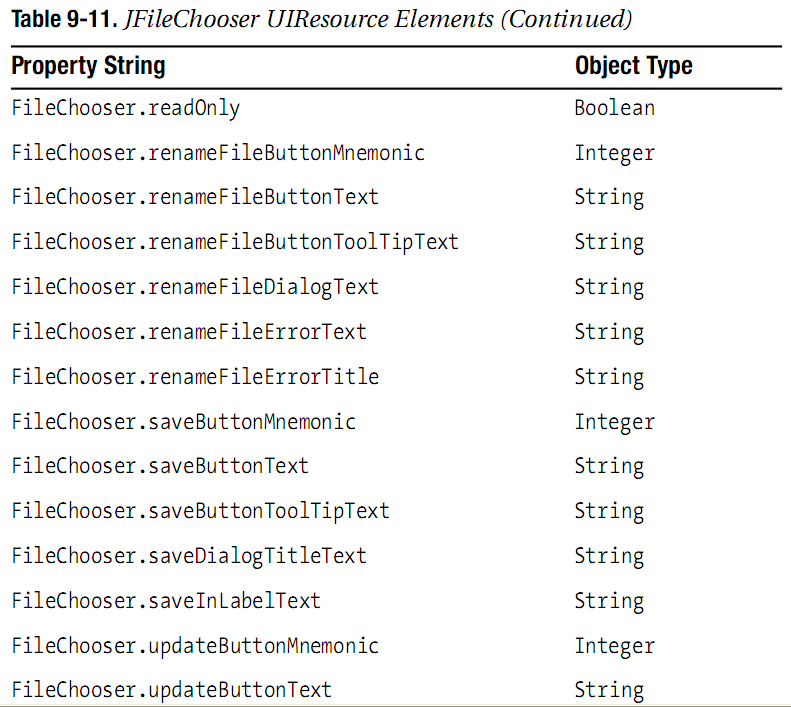 Table 9-11. JFileChooser UIResource Elements (Continued)
Property String Object Type
FileChooser.readOnly Boolean
FileChooser.renameFileButtonMnemonic Integer
FileChooser.renameFileButtonText String
FileChooser.renameFileButtonToolTipText String
FileChooser.renameFileDialogText String
FileChooser.renameFileErrorText String
FileChooser.renameFileErrorTitle String
FileChooser.saveButtonMnemonic Integer
FileChooser.saveButtonText String
FileChooser.saveButtonToolTipText String
FileChooser.saveDialogTitleText String
FileChooser.saveInLabelText String
FileChooser.updateButtonMnemonic Integer
FileChooser.updateButtonText String